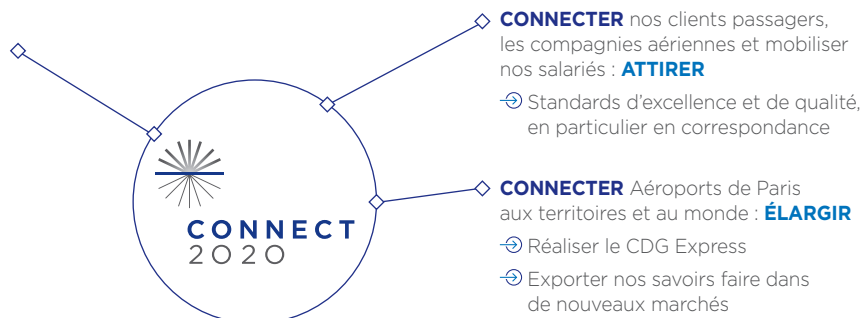 CONNECTER nos clients passagers,
les compagnies aériennes et mobiliser
nos salariés : ATTIRER
Standards d'excellence et de qualité,
en particulier en correspondance
CONNECT
2020
CONNECTER Aéroports de Paris
aux territoires et au monde : ÉLARGIR
Réaliser le CDG Express
Exporter nos savoirs faire dans
de nouveaux marchés